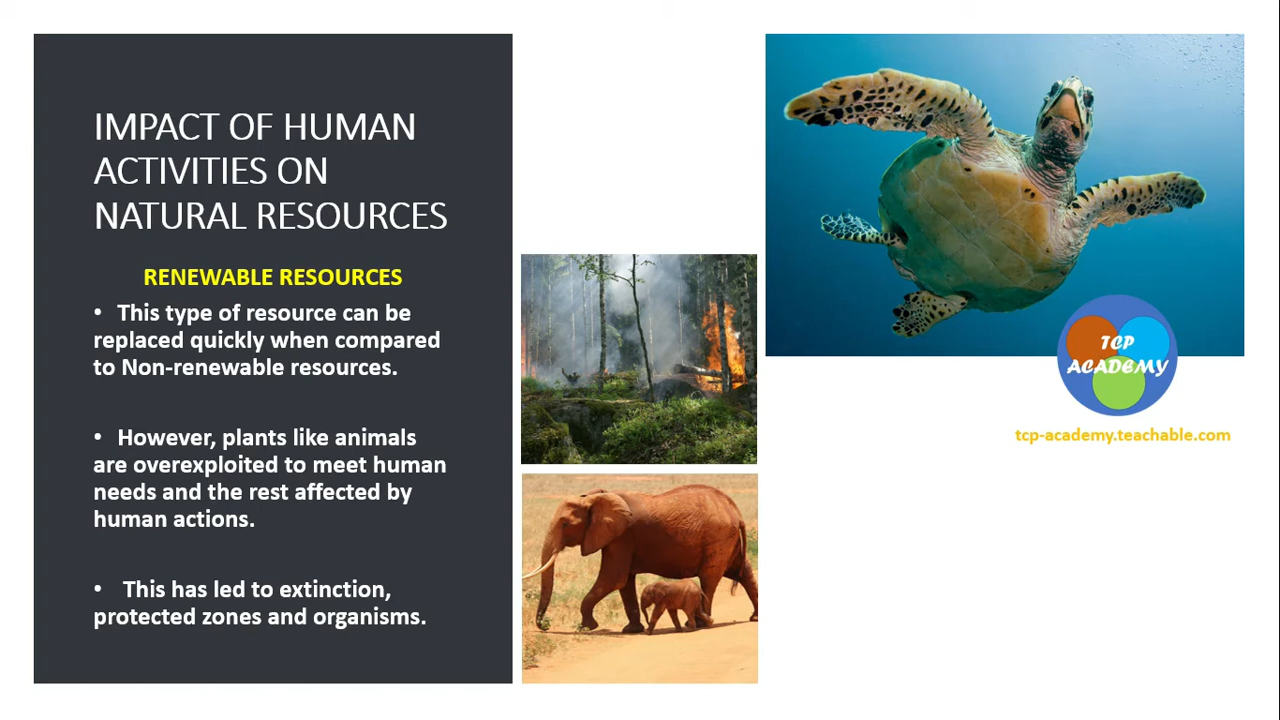 IMPACT OF HUMAN
ACTIVITIES ON
NATURAL RESOURCES
RENEWABLE RESOURCES
• This type of resource can be
replaced quickly when compared
to Non-renewable resources.
• However, plants like animals
are overexploited to meet human
needs and the rest affected by
human actions.
• This has led to extinction,
protected zones and organisms.
TCP
ACADEMY
tcp-academy.teachable.com